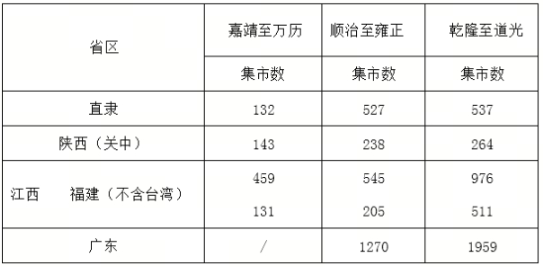 省区 嘉靖至万历 顺治至雍正 乾隆至道光
集市数 集市数 集市数
直隶 132 527 537
陕西（关中） 143 238 264
459 545 976
江西 福建（不含台湾）
131 205 511
广东 / 1270 1959